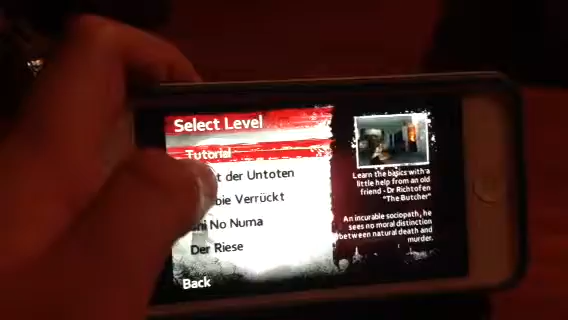 Select Level
Tutorial
t der Untoten
bie Verrückt
ni No Numa
Der Riese
Back
Learn the basics with a
little help from an old
friend - Dr Richtofen
"The Butcher"
An incurable sociopath, he
sees no moral distinction
between natural death and
murder.